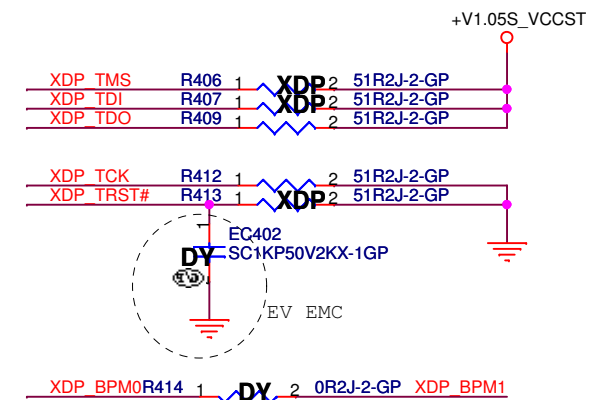 +V1.05S_VCCST
XDP_TMS R406 1 XDP 2 51R2J-2-GP
XDP_TDI R407 1 XDP 2 51R2J-2-GP
XDP_TDO R409 1 2 51R2J-2-GP
XDP_TCK R412 1 2 51R2J-2-GP
XDP_TRST# R413 1 XDP 2 51R2J-2-GP
1
EC402
DY SC1KP50V2KX-1GP
EV EMC
XDP_BPM0 R414 1 DY 2 0R2J-2-GP XDP_BPM1